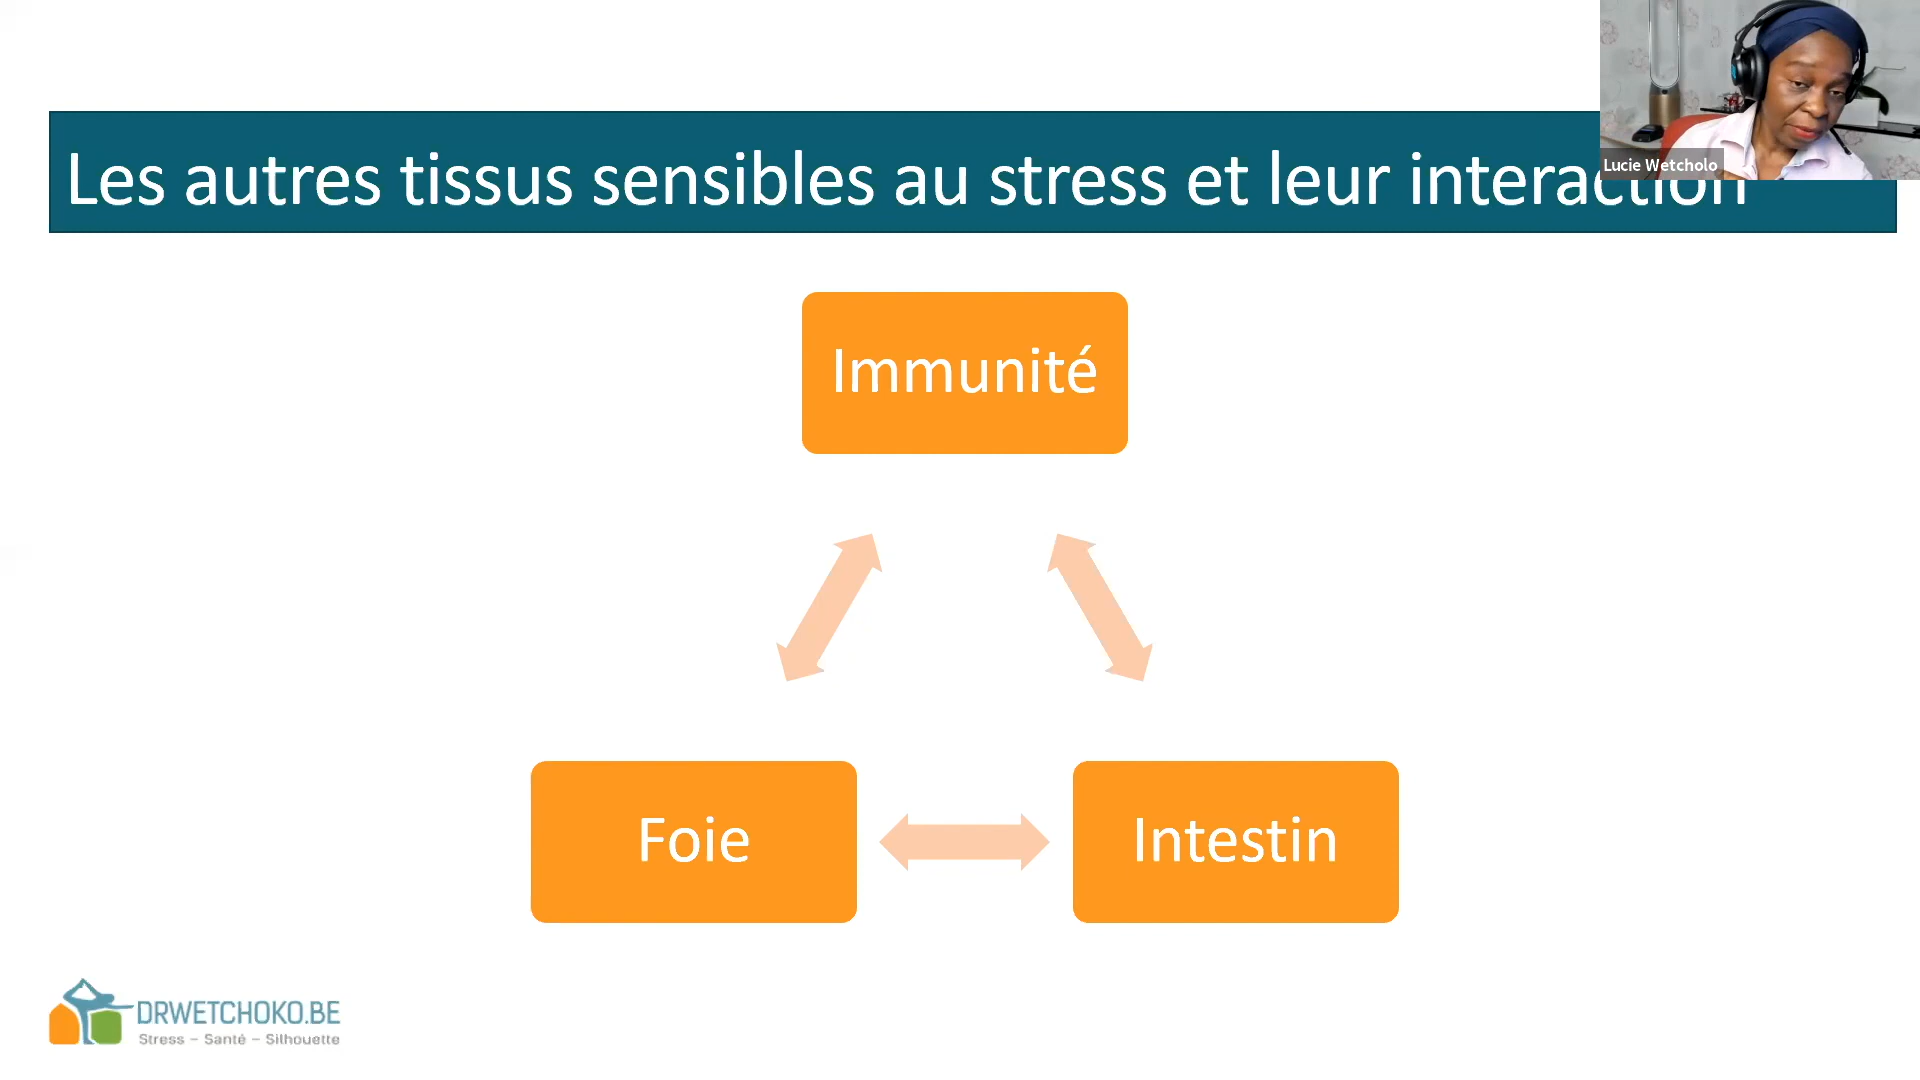 Les autres tissus sensibles au stress et leur interaction
Lucie Wetcholo
Immunité
Foie
Intestin
DRWETCHOKO.BE
Stress – Santé – Silhouette